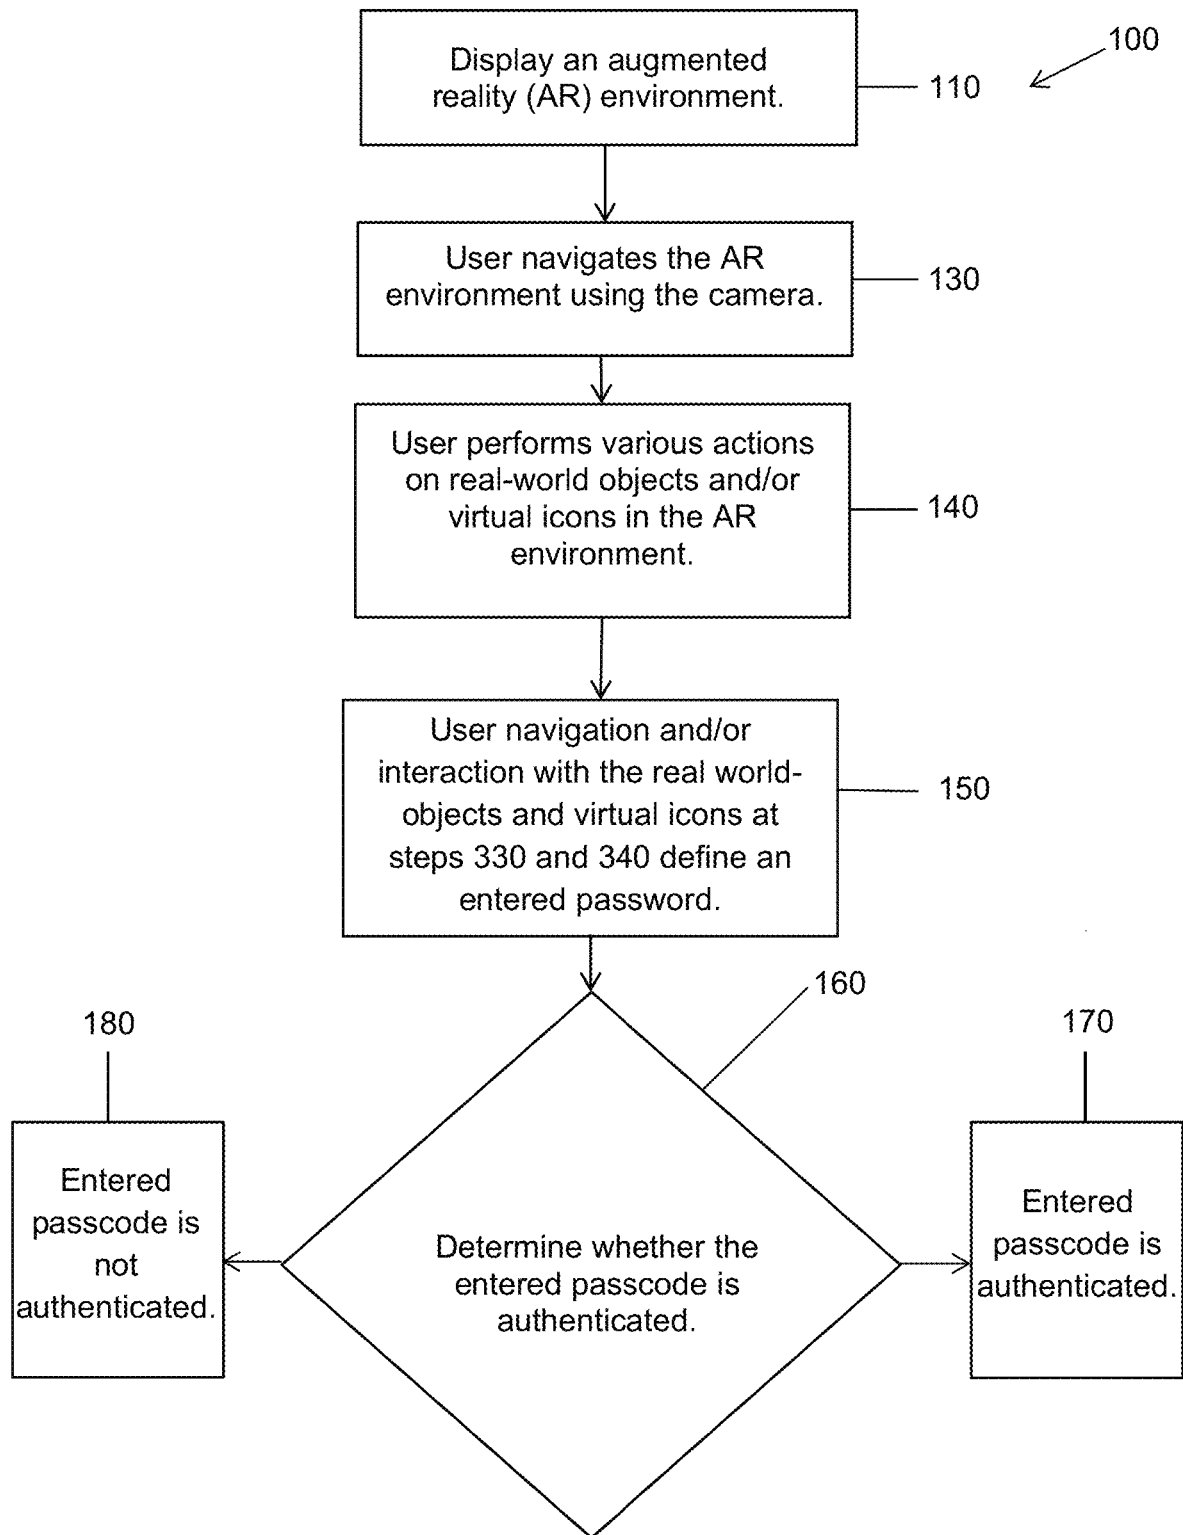 100
Display an augmented
reality (AR) environment.
110
User navigates the AR
environment using the camera.
130
User performs various actions
on real-world objects and/or
virtual icons in the AR
environment.
140
User navigation and/or
interaction with the real world-
objects and virtual icons at
steps 330 and 340 define an
entered password.
150
160
180
170
Entered
passcode is
not
authenticated.
Determine whether the
entered passcode is
authenticated.
Entered
passcode is
authenticated.